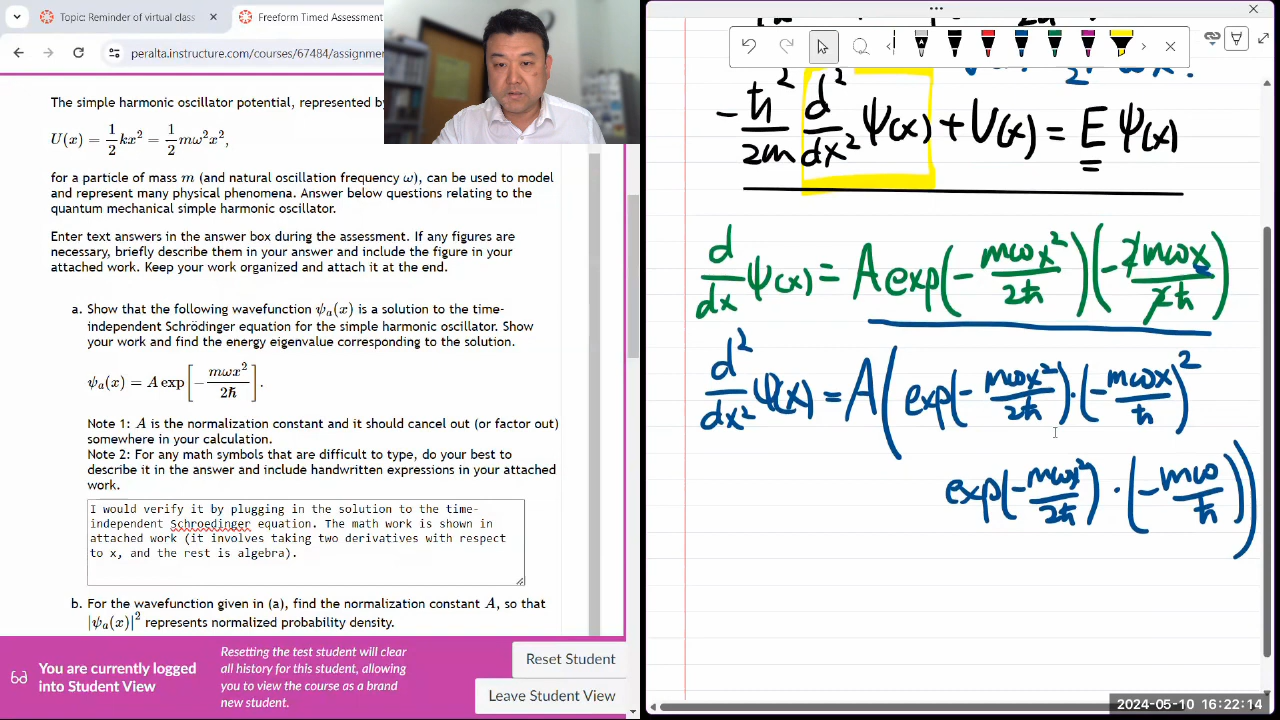 Topic: Reminder of virtual class
Freeform Timed Assessment
peralta.instructure.com/courses/674
/assignmen
The simple harmonic oscillator potential, represented by
U(x) = 1/2 kx² = 1/2 mω²x²,
for a particle of mass m (and natural oscillation frequency ω), can be used to model
and represent many physical phenomena. Answer below questions relating to the
quantum mechanical simple harmonic oscillator.
Enter text answers in the answer box during the assessment. If any figures are
necessary, briefly describe them in your answer and include the figure in your
attached work. Keep your work organized and attach it at the end.
a. Show that the following wavefunction ψₐ(x) is a solution to the time-
independent Schrödinger equation for the simple harmonic oscillator. Show
your work and find the energy eigenvalue corresponding to the solution.
ψₐ(x) = A exp[−mωx²/2ħ].
Note 1: A is the normalization constant and it should cancel out (or factor out)
somewhere in your calculation.
Note 2: For any math symbols that are difficult to type, do your best to
describe it in the answer and include handwritten expressions in your attached
work.
I would verify it by plugging in the solution to the time-
independent Schroedinger equation. The math work is shown in
attached work (it involves taking two derivatives with respect
to x, and the rest is algebra).
b. For the wavefunction given in (a), find the normalization constant A, so that
|ψₐ(x)|² represents normalized probability density.
You are currently logged
into Student View
Resetting the test student will clear
all history for this student, allowing
you to view the course as a brand
new student.
Reset Student
Leave Student View
-ħ²/2m d²/dx² ψ(x) + U(x) = E ψ(x)
d/dx ψ(x) = A exp(-mωx²/2ħ)(-2mωx/2ħ)
d²/dx² ψ(x) = A(exp(-mωx²/2ħ)·(-mωx/ħ)²
exp(-mωx²/2ħ)·(-mω/ħ))
2024-05-10 16:22:14